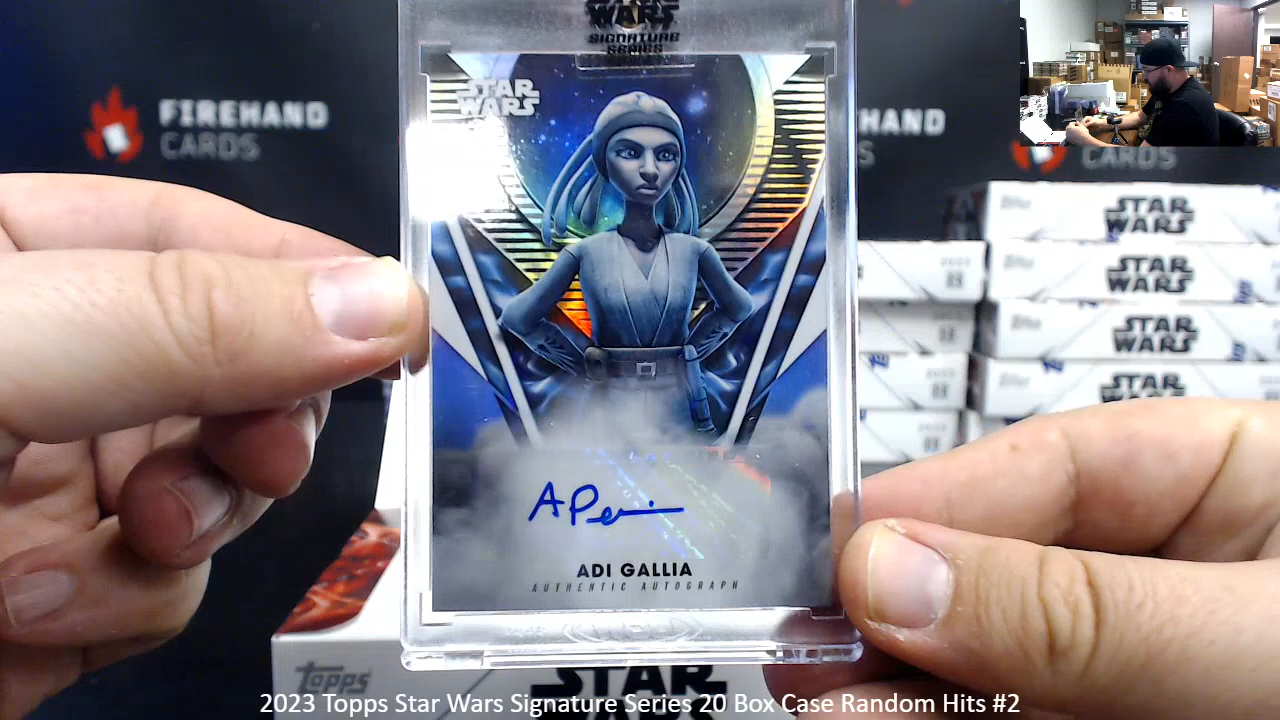 STAR
WARS
SIGNATURE
SERIES
STAR
WARS
FIREHAND
CARDS
HAND
CARDS
STAR
WARS
STAR
WARS
STAR
WARS
STAR
WARS
A Pe
ADI GALLIA
AUTHENTIC AUTOGRAPH
topps
STAR
2023 Topps Star Wars Signature Series 20 Box Case Random Hits #2